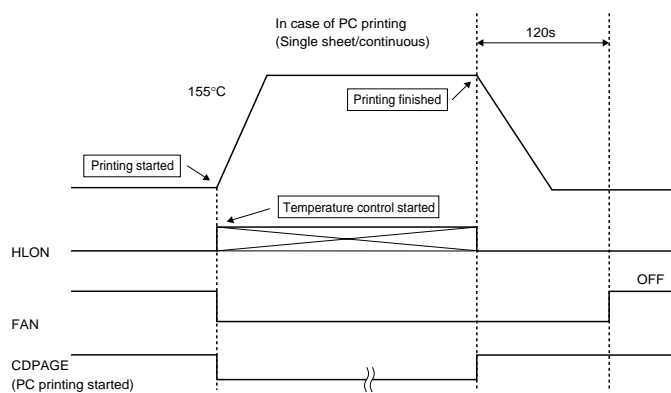 In case of PC printing
(Single sheet/continuous)
120s
155°C
Printing finished
Printing started
Temperature control started
HLON
OFF
FAN
CDPAGE
(PC printing started)